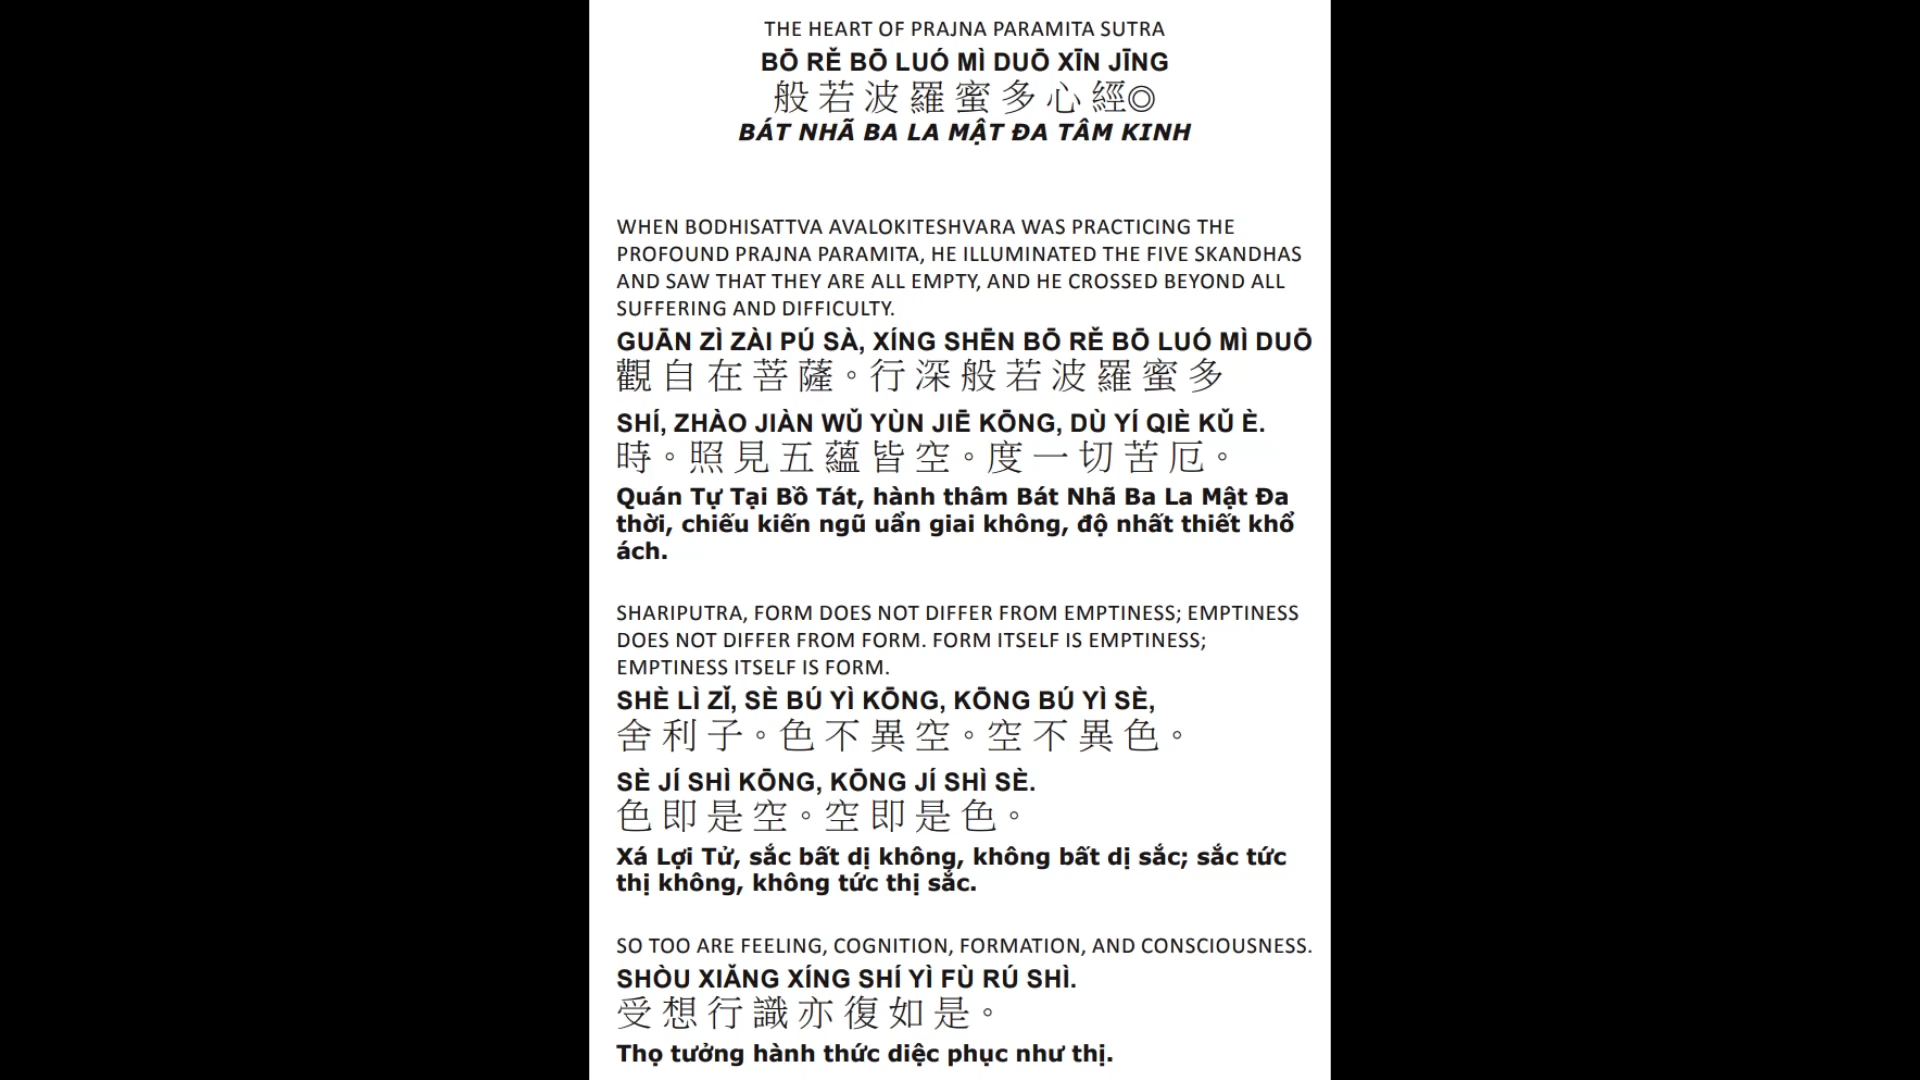 THE HEART OF PRAJNA PARAMITA SUTRA
BŌ RĚ BŌ LUÓ MÌ DUŌ XĪN JĪNG
般若波羅蜜多心經◎
BÁT NHÃ BA LA MẬT ĐA TÂM KINH
WHEN BODHISATTVA AVALOKITESHVARA WAS PRACTICING THE
PROFOUND PRAJNA PARAMITA, HE ILLUMINATED THE FIVE SKANDHAS
AND SAW THAT THEY ARE ALL EMPTY, AND HE CROSSED BEYOND ALL
SUFFERING AND DIFFICULTY.
GUĀN ZÌ ZÀI PÚ SÀ, XÍNG SHĒN BŌ RĚ BŌ LUÓ MÌ DUŌ
觀自在菩薩。行深般若波羅蜜多
SHÍ, ZHÀO JIÀN WǓ YÙN JIĒ KŌNG, DÙ YÍ QIÈ KǓ È.
時。照見五蘊皆空。度一切苦厄。
Quán Tự Tại Bồ Tát, hành thâm Bát Nhã Ba La Mật Đa
thời, chiếu kiến ngũ uẩn giai không, độ nhất thiết khổ
ách.
SHARIPUTRA, FORM DOES NOT DIFFER FROM EMPTINESS; EMPTINESS
DOES NOT DIFFER FROM FORM. FORM ITSELF IS EMPTINESS;
EMPTINESS ITSELF IS FORM.
SHÈ LÌ ZǏ, SÈ BÚ YÌ KŌNG, KŌNG BÚ YÌ SÈ,
舍利子。色不異空。空不異色。
SÈ JÍ SHÌ KŌNG, KŌNG JÍ SHÌ SÈ.
色即是空。空即是色。
Xá Lợi Tử, sắc bất dị không, không bất dị sắc; sắc tức
thị không, không tức thị sắc.
SO TOO ARE FEELING, COGNITION, FORMATION, AND CONSCIOUSNESS.
SHÒU XIǍNG XÍNG SHÍ YÌ FÙ RÚ SHÌ.
受想行識亦復如是。
Thọ tưởng hành thức diệc phục như thị.